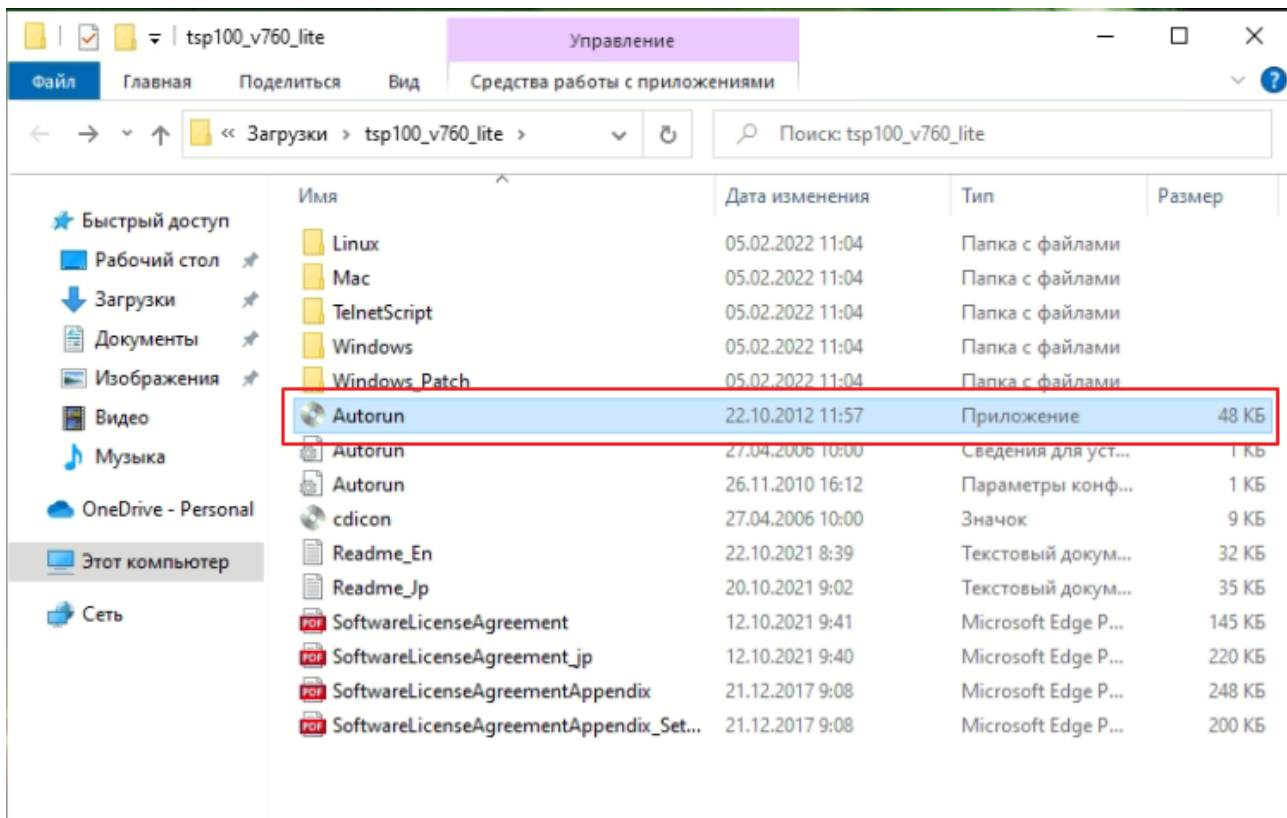 tsp100_v760_lite
Управление
Файл Главная Поделиться Вид Средства работы с приложениями
« Загрузки › tsp100_v760_lite › Поиск: tsp100_v760_lite
Имя Дата изменения Тип Размер
Быстрый доступ
Рабочий стол
Загрузки
Документы
Изображения
Видео
Музыка
OneDrive - Personal
Этот компьютер
Сеть
Linux 05.02.2022 11:04 Папка с файлами
Mac 05.02.2022 11:04 Папка с файлами
TelnetScript 05.02.2022 11:04 Папка с файлами
Windows 05.02.2022 11:04 Папка с файлами
Windows_Patch 05.02.2022 11:04 Папка с файлами
Autorun 22.10.2012 11:57 Приложение 48 КБ
Autorun 27.04.2006 10:00 Сведения для уст... 1 КБ
Autorun 26.11.2010 16:12 Параметры конф... 1 КБ
cdicon 27.04.2006 10:00 Значок 9 КБ
Readme_En 22.10.2021 8:39 Текстовый докум... 32 КБ
Readme_Jp 20.10.2021 9:02 Текстовый докум... 35 КБ
SoftwareLicenseAgreement 12.10.2021 9:41 Microsoft Edge P... 145 КБ
SoftwareLicenseAgreement_jp 12.10.2021 9:40 Microsoft Edge P... 220 КБ
SoftwareLicenseAgreementAppendix 21.12.2017 9:08 Microsoft Edge P... 248 КБ
SoftwareLicenseAgreementAppendix_Set... 21.12.2017 9:08 Microsoft Edge P... 200 КБ